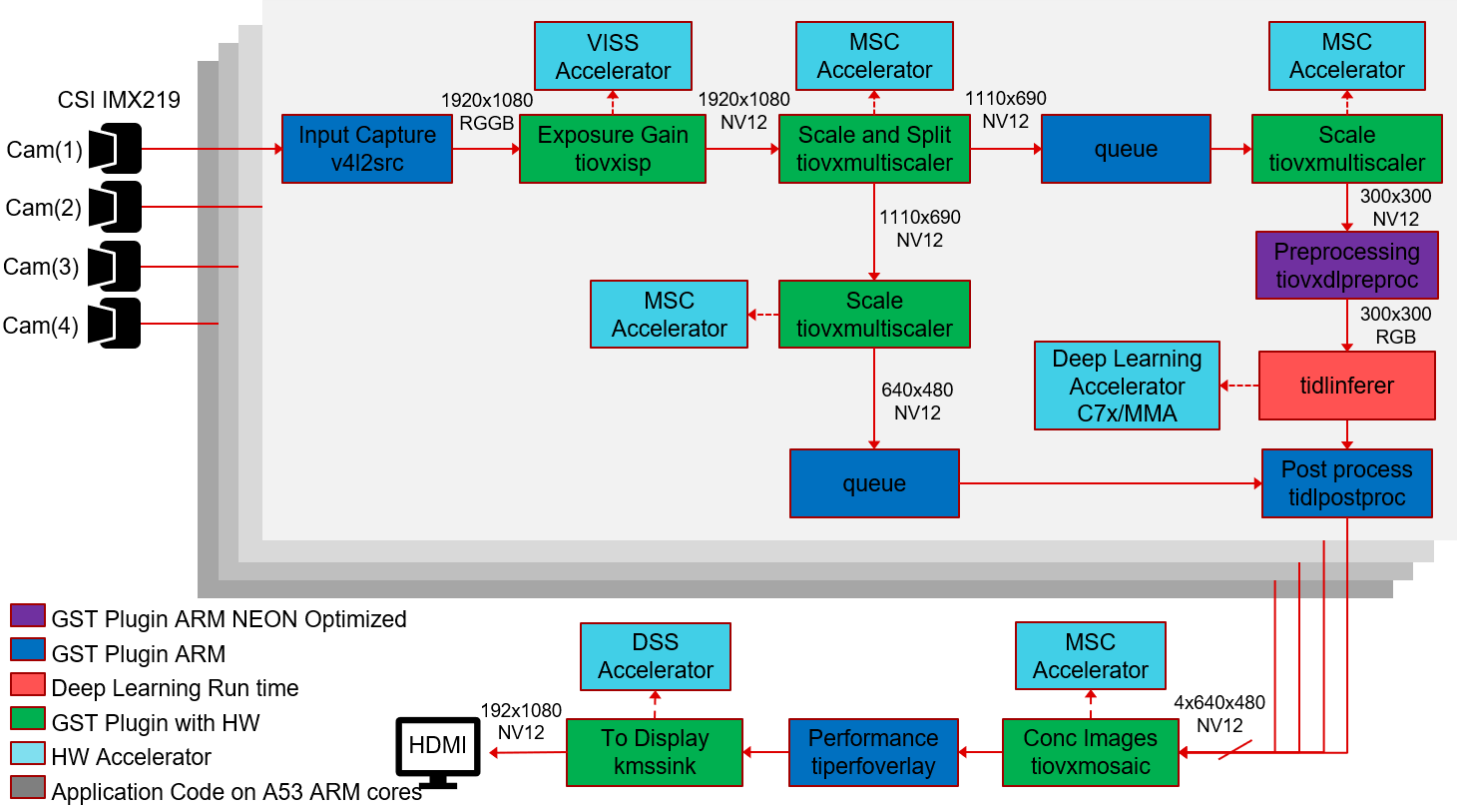 VISS
Accelerator
MSC
Accelerator
MSC
Accelerator
CSI IMX219
Cam(1)
Cam(2)
Cam(3)
Cam(4)
Input Capture
v4l2src
1920x1080
RGGB
Exposure Gain
tiovxisp
1920x1080
NV12
Scale and Split
tiovxmultiscaler
1110x690
NV12
queue
Scale
tiovxmultiscaler
300x300
NV12
1110x690
NV12
Preprocessing
tiovxdlpreproc
300x300
RGB
MSC
Accelerator
Scale
tiovxmultiscaler
Deep Learning
Accelerator
C7x/MMA
tidlinferer
640x480
NV12
queue
Post process
tidlpostproc
GST Plugin ARM NEON Optimized
GST Plugin ARM
Deep Learning Run time
GST Plugin with HW
HW Accelerator
Application Code on A53 ARM cores
DSS
Accelerator
MSC
Accelerator
HDMI
192x1080
NV12
To Display
kmssink
Performance
tiperfoverlay
Conc Images
tiovxmosaic
4x640x480
NV12